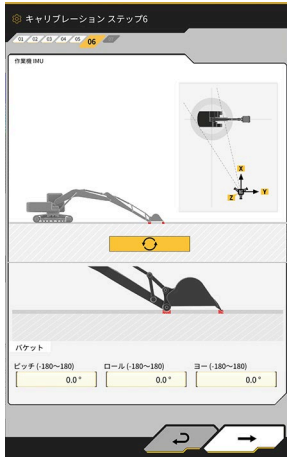 キャリブレーション ステップ6
01 02 03 04 05 06
作業機 IMU
X
Y
Z
バケット
ピッチ (-180~180) ロール (-180~180) ヨー (-180~180)
0.0 ° 0.0 ° 0.0 °